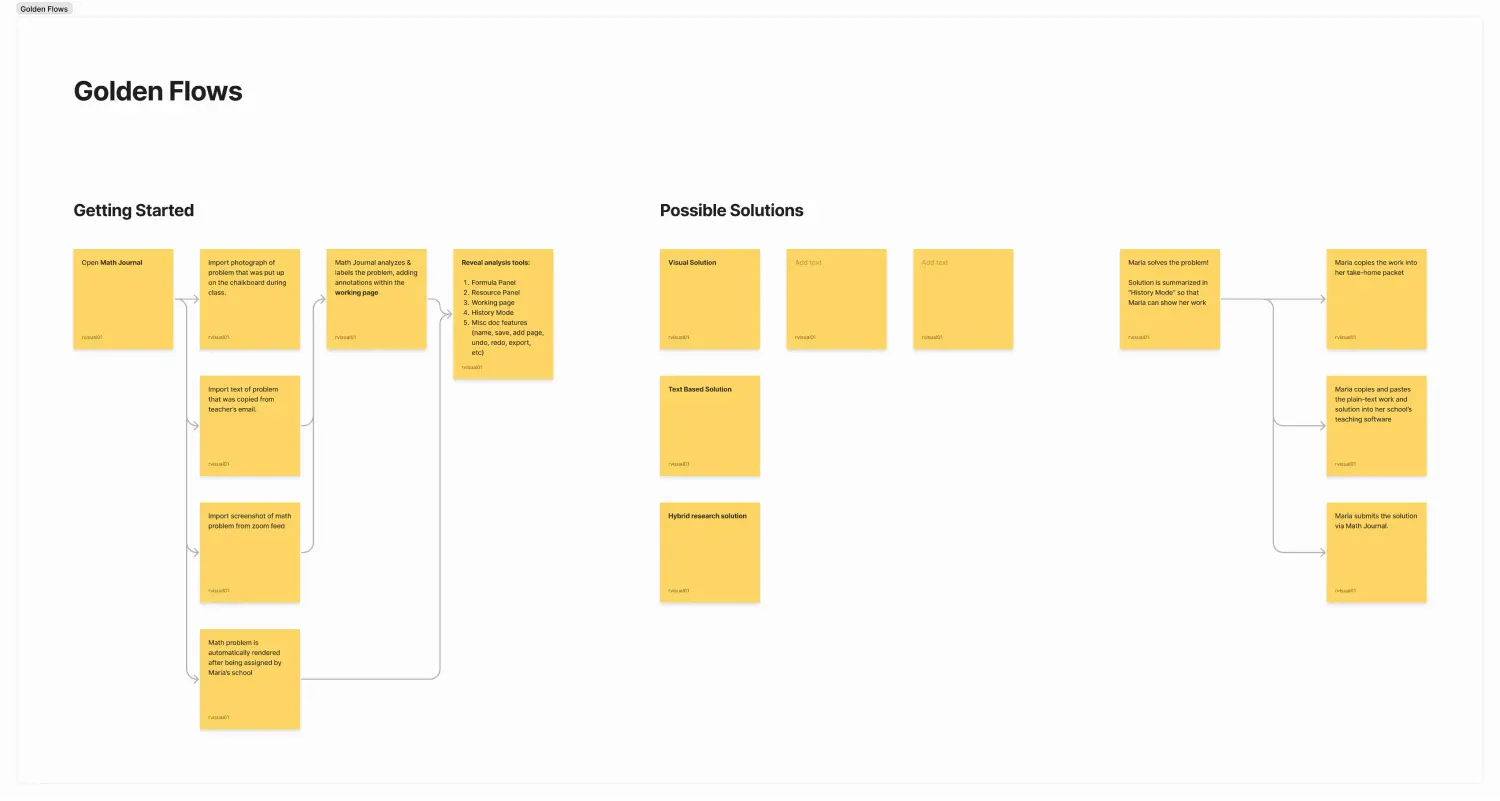 Golden Flows
Golden Flows
Getting Started
Open Math Journal
rvisual01
Import photograph of
problem that was put up
on the chalkboard during
class.
rvisual01
Math Journal analyzes &
labels the problem, adding
annotations within the
working page
rvisual01
Reveal analysis tools:
1. Formula Panel
2. Resource Panel
3. Working page
4. History Mode
5. Misc doc features
(name, save, add page,
undo, redo, export,
etc)
rvisual01
Import text of problem
that was copied from
teacher's email.
rvisual01
Import screenshot of math
problem from zoom feed
rvisual01
Math problem is
automatically rendered
after being assigned by
Maria's school
rvisual01
Possible Solutions
Visual Solution
rvisual01
Add text
rvisual01
Add text
rvisual01
Text Based Solution
rvisual01
Hybrid research solution
rvisual01
Maria solves the problem!
Solution is summarized in
"History Mode" so that
Maria can show her work
rvisual01
Maria copies the work into
her take-home packet
rvisual01
Maria copies and pastes
the plain-text work and
solution into her school's
teaching software
rvisual01
Maria submits the solution
via Math Journal.
rvisual01